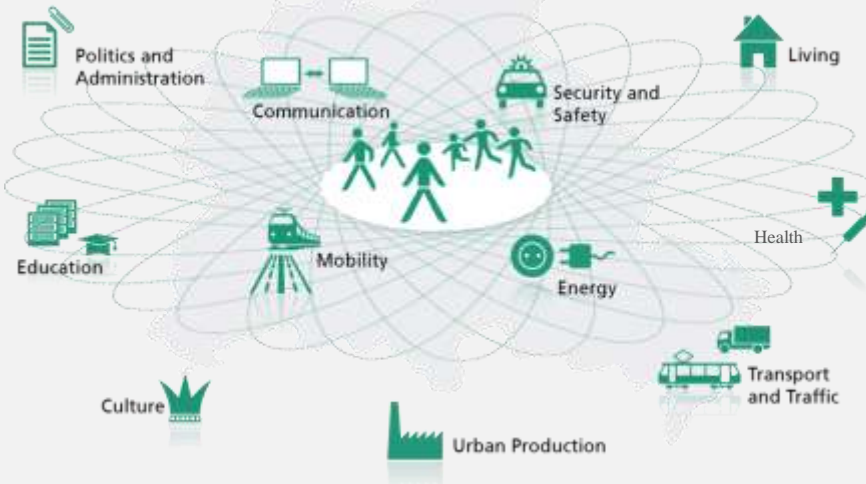 Politics and
Administration
Communication
Security and
Safety
Living
Education
Mobility
Energy
Health
Culture
Urban Production
Transport
and Traffic